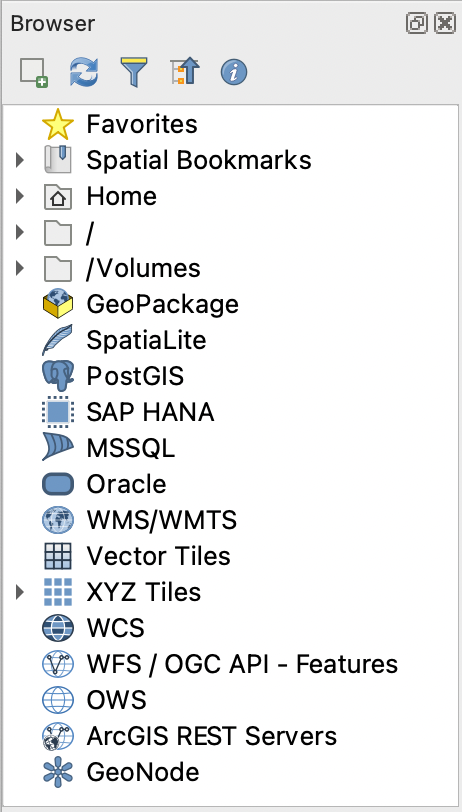 Browser
Favorites
Spatial Bookmarks
Home
/
/Volumes
GeoPackage
SpatiaLite
PostGIS
SAP HANA
MSSQL
Oracle
WMS/WMTS
Vector Tiles
XYZ Tiles
WCS
WFS / OGC API - Features
OWS
ArcGIS REST Servers
GeoNode